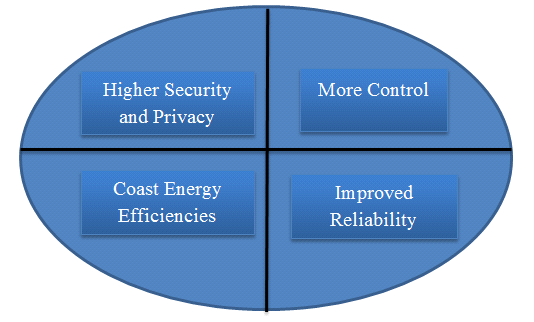 Higher Security
and Privacy
More Control
Coast Energy
Efficiencies
Improved
Reliability